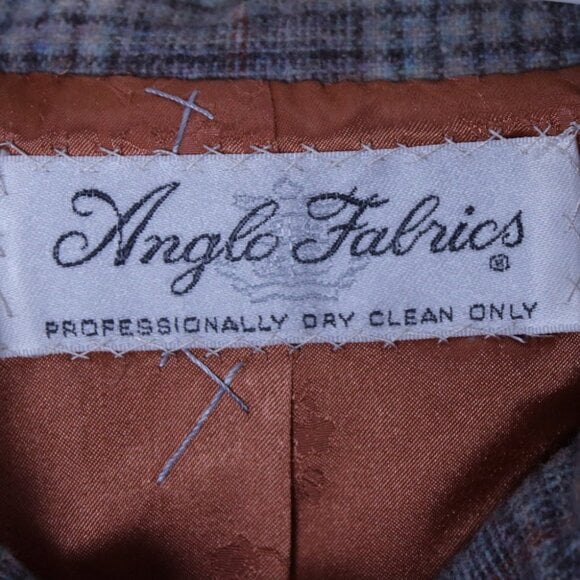 Anglo Fabrics ®
PROFESSIONALLY DRY CLEAN ONLY